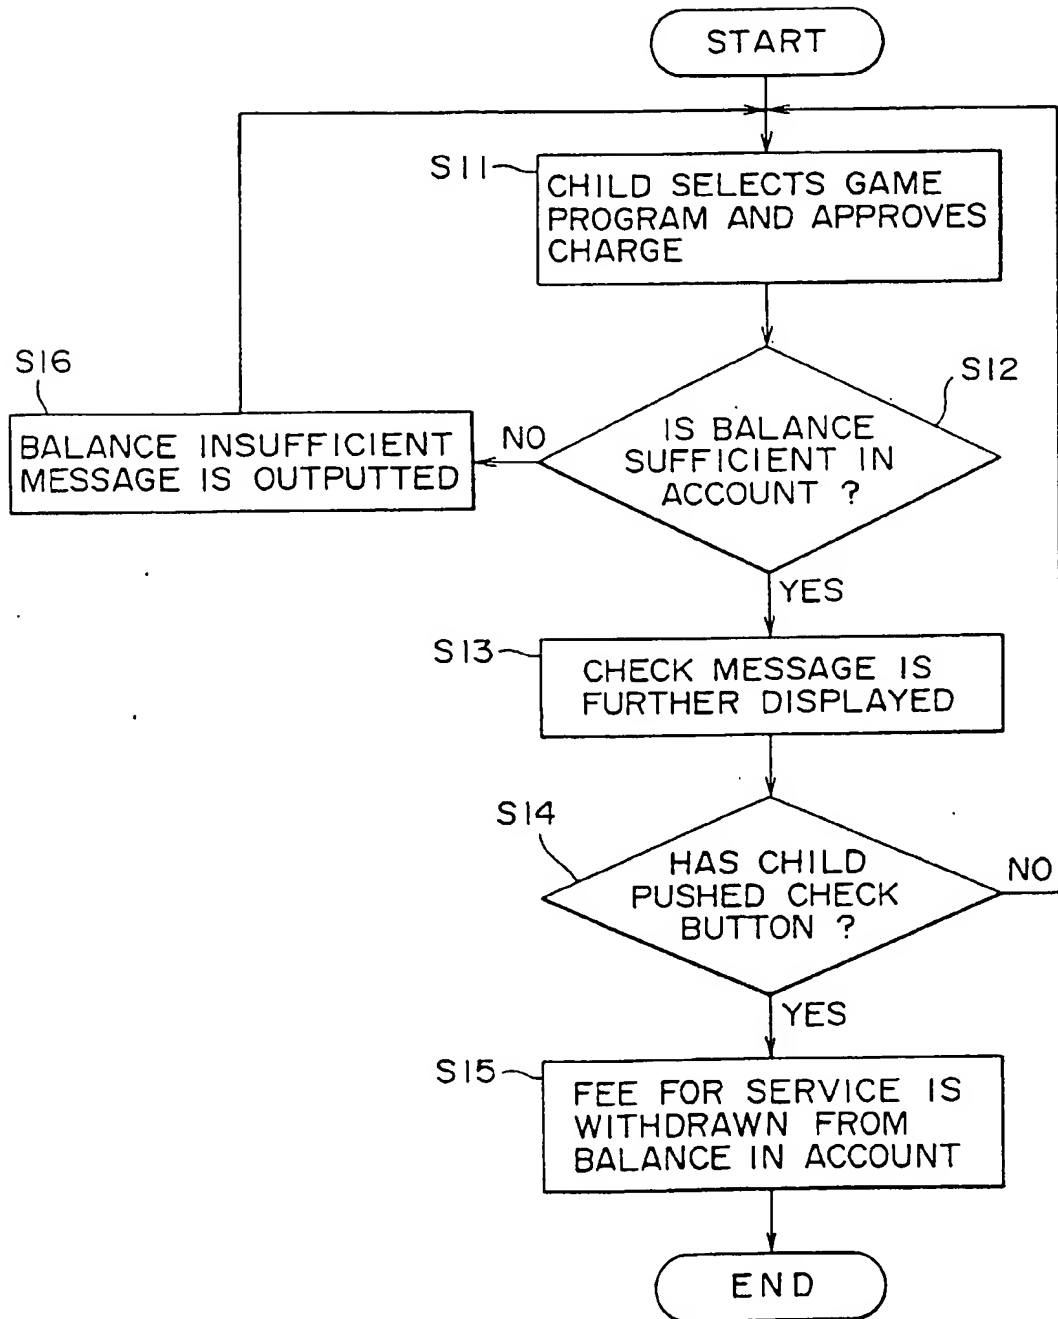 START
S11
CHILD SELECTS GAME
PROGRAM AND APPROVES
CHARGE
S16
BALANCE INSUFFICIENT
MESSAGE IS OUTPUTTED
NO
S12
IS BALANCE
SUFFICIENT IN
ACCOUNT ?
YES
S13
CHECK MESSAGE IS
FURTHER DISPLAYED
S14
HAS CHILD
PUSHED CHECK
BUTTON ?
NO
YES
S15
FEE FOR SERVICE IS
WITHDRAWN FROM
BALANCE IN ACCOUNT
END